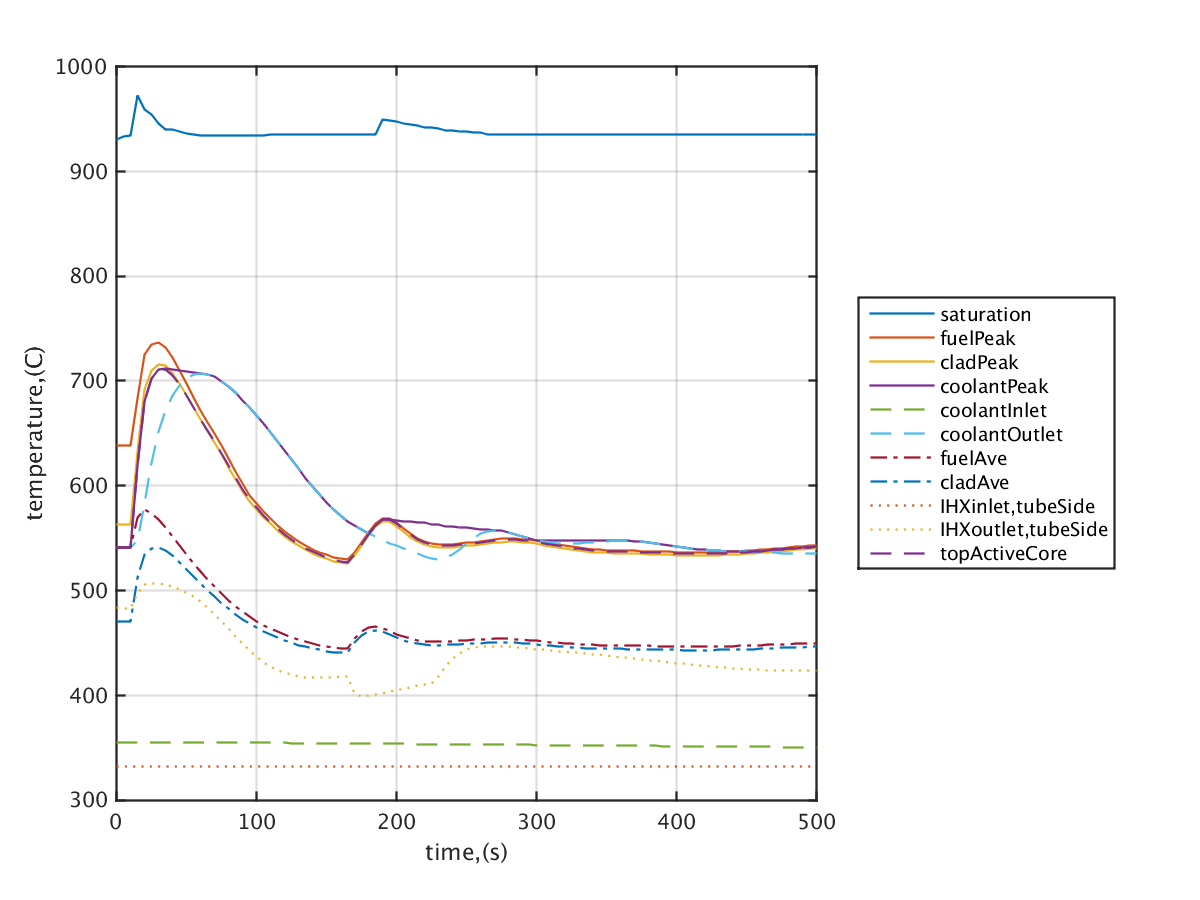 1000
900
800
700
600
500
400
300
0 100 200 300 400 500
temperature,(C)
time,(s)
saturation
fuelPeak
cladPeak
coolantPeak
coolantInlet
coolantOutlet
fuelAve
cladAve
IHXinlet,tubeSide
IHXoutlet,tubeSide
topActiveCore